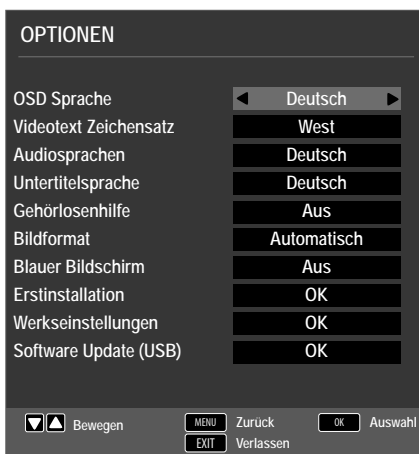 OPTIONEN
OSD Sprache Deutsch
Videotext Zeichensatz West
Audiosprachen Deutsch
Untertitelsprache Deutsch
Gehörlosenhilfe Aus
Bildformat Automatisch
Blauer Bildschirm Aus
Erstinstallation OK
Werkseinstellungen OK
Software Update (USB) OK
Bewegen MENU Zurück OK Auswahl
EXIT Verlassen